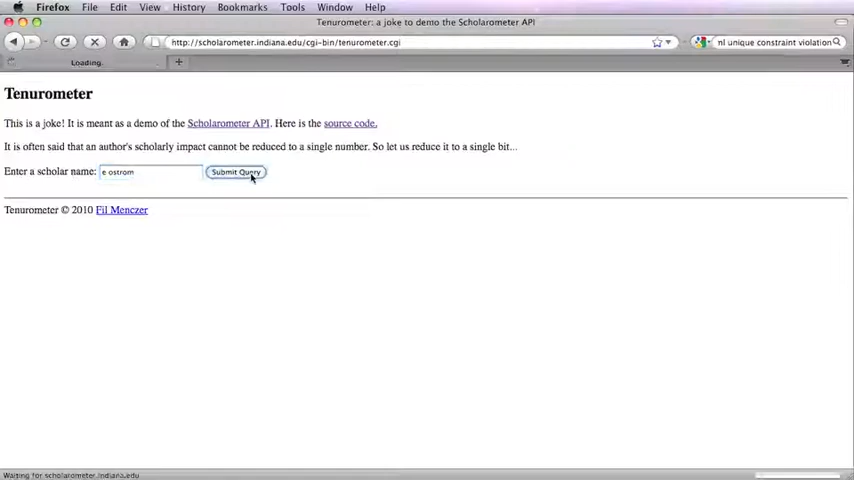 Firefox File Edit View History Bookmarks Tools Window Help
Tenurometer: a joke to demo the Scholarometer API
http://scholarometer.indiana.edu/cgi-bin/tenurometer.cgi
nl unique constraint violation
Loading.
Tenurometer
This is a joke! It is meant as a demo of the Scholarometer API. Here is the source code.
It is often said that an author's scholarly impact cannot be reduced to a single number. So let us reduce it to a single bit...
Enter a scholar name: e ostrom Submit Query
Tenurometer © 2010 Fil Menczer
Waiting for scholarometer.indiana.edu